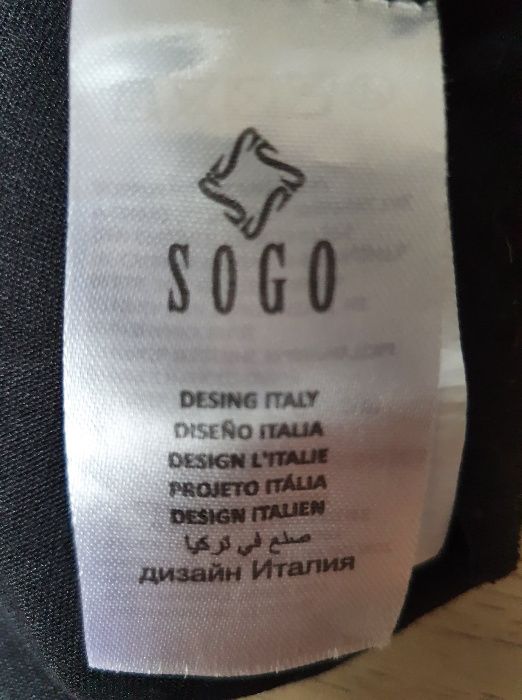 SOGO
DESING ITALY
DISEÑO ITALIA
DESIGN L'ITALIE
PROJETO ITÁLIA
DESIGN ITALIEN
صنع في تركيا
дизайн Италия